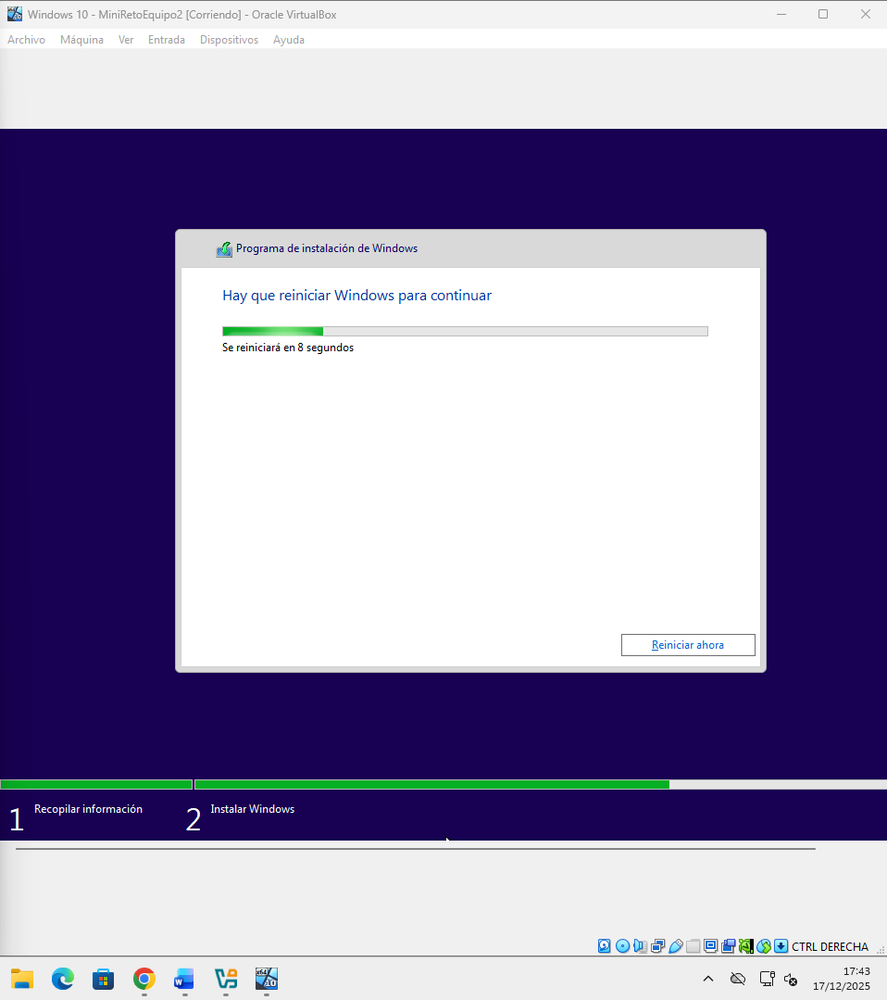 Windows 10 - MiniRetoEquipo2 [Corriendo] - Oracle VirtualBox
Archivo Máquina Ver Entrada Dispositivos Ayuda
Programa de instalación de Windows
Hay que reiniciar Windows para continuar
Se reiniciará en 8 segundos
Reiniciar ahora
1 Recopilar información 2 Instalar Windows
CTRL DERECHA
17:43
17/12/2025